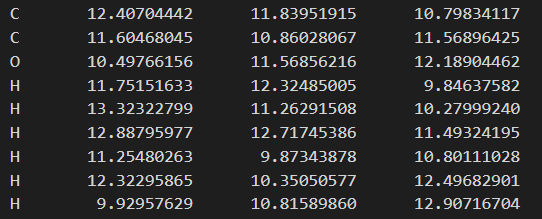 C 12.40704442 11.83951915 10.79834117
C 11.60468045 10.86028067 11.56896425
O 10.49766156 11.56856216 12.18904462
H 11.75151633 12.32485005 9.84637582
H 13.32322799 11.26291508 10.27999240
H 12.88795977 12.71745386 11.49324195
H 11.25480263 9.87343878 10.80111028
H 12.32295865 10.35050577 12.49682901
H 9.92957629 10.81589860 12.90716704